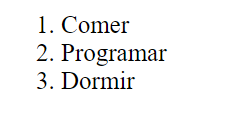 1. Comer
2. Programar
3. Dormir